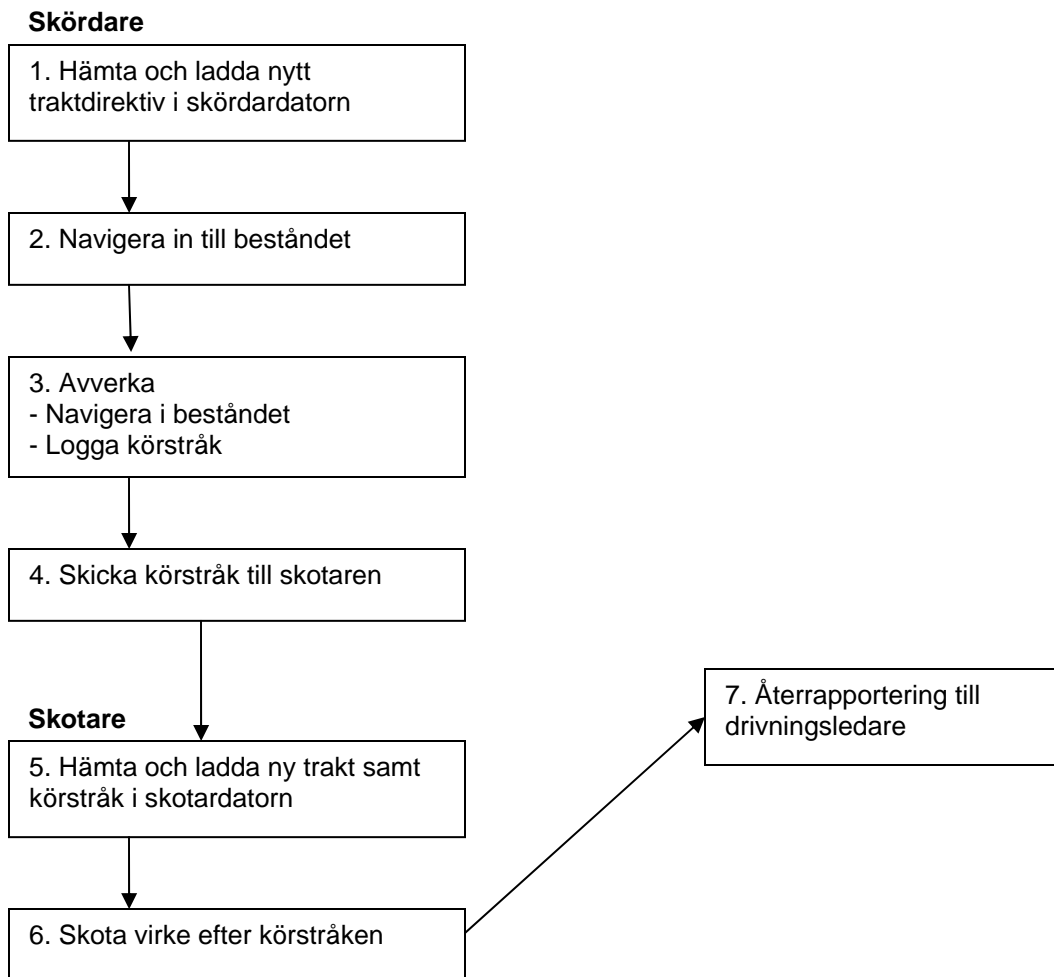 Skördare
1. Hämta och ladda nytt
traktdirektiv i skördardatorn
2. Navigera in till beståndet
3. Avverka
- Navigera i beståndet
- Logga körstråk
4. Skicka körstråk till skotaren
Skotare
5. Hämta och ladda ny trakt samt
körstråk i skotardatorn
6. Skota virke efter körstråken
7. Återrapportering till
drivningsledare